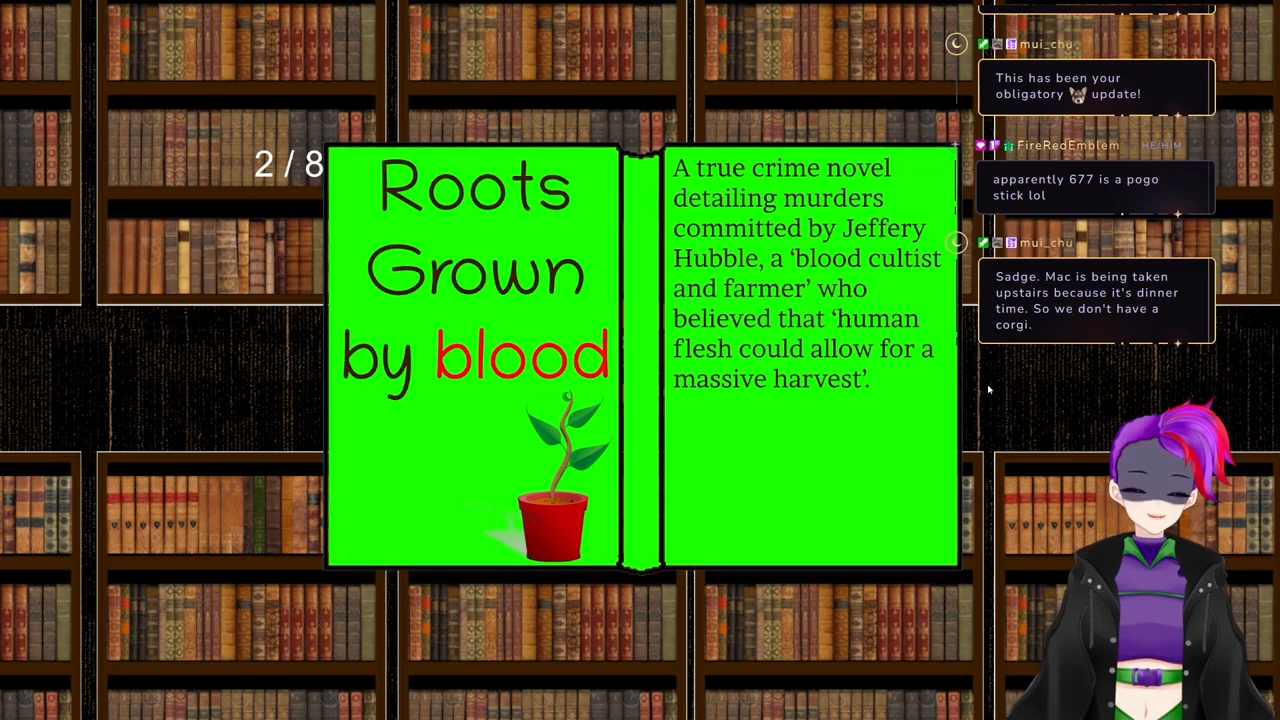 2 / 8
Roots
Grown
by blood
A true crime novel
detailing murders
committed by Jeffery
Hubble, a ‘blood cultist
and farmer’ who
believed that ‘human
flesh could allow for a
massive harvest’.
mui_chu
This has been your
obligatory update!
FireRedEmblem HE/HIM
apparently 677 is a pogo
stick lol
mui_chu
Sadge. Mac is being taken
upstairs because it's dinner
time. So we don't have a
corgi.